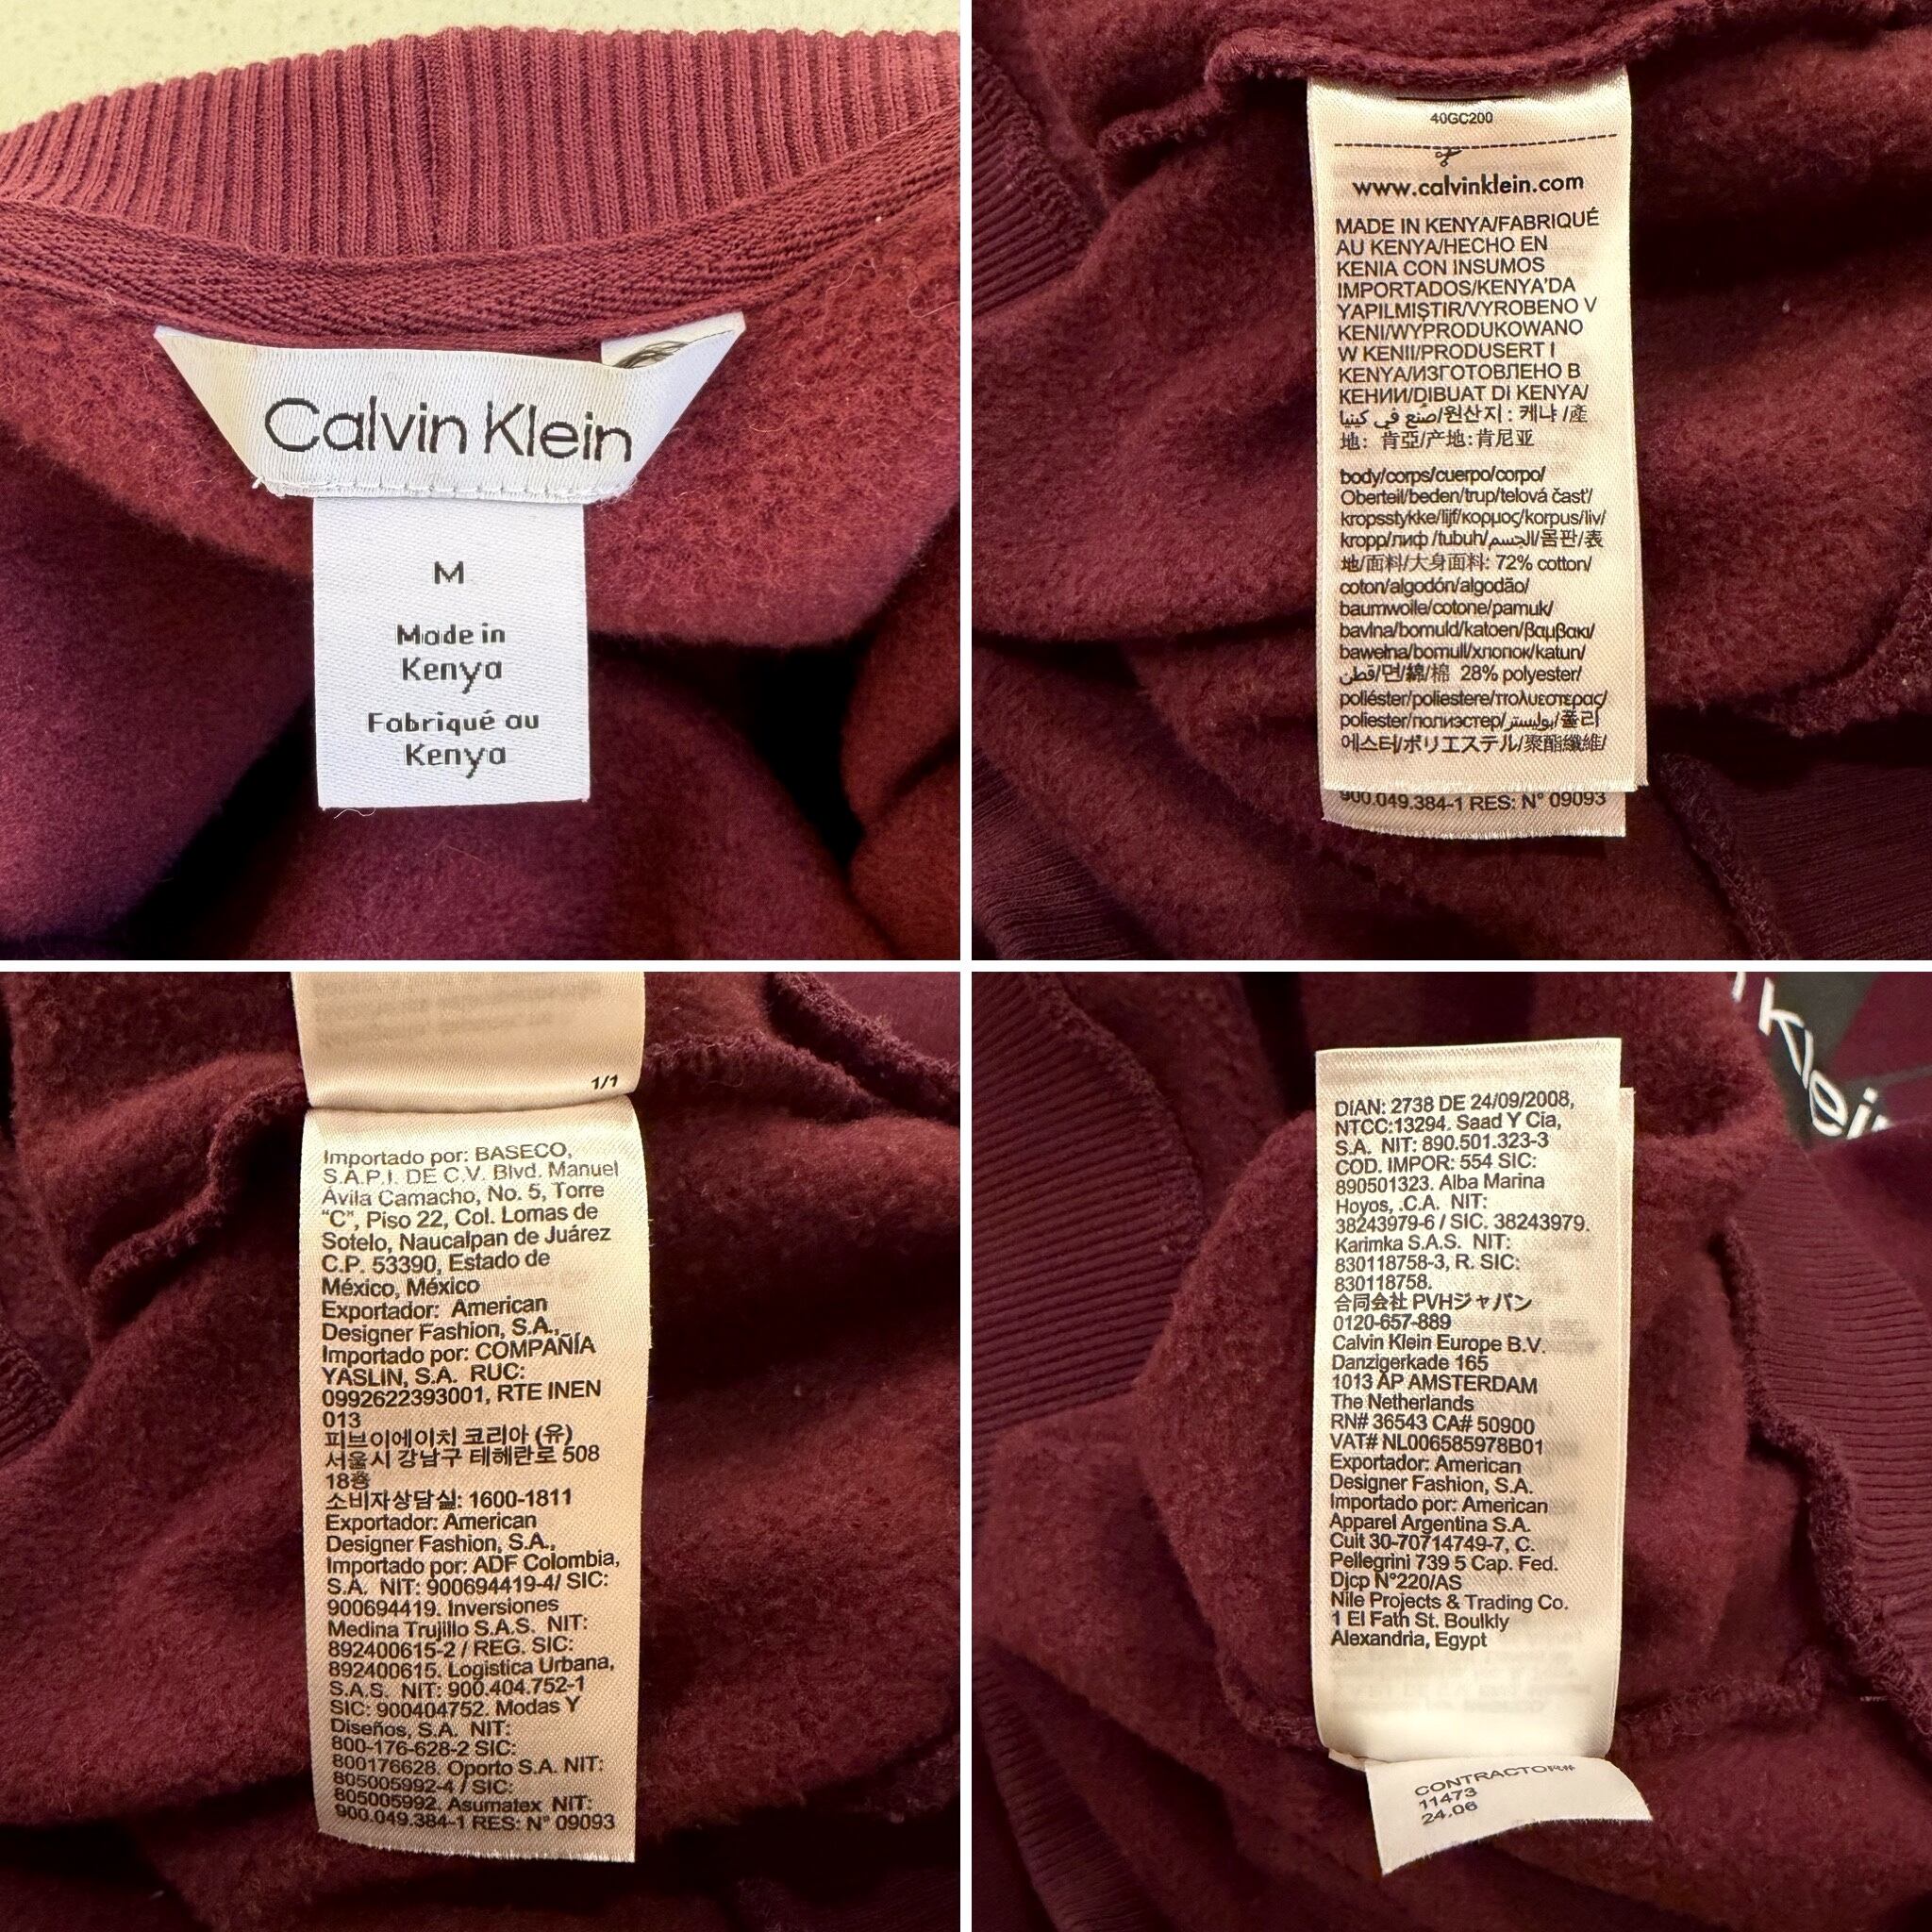 Calvin Klein
M
Made in
Kenya
Fabriqué au
Kenya
40GC200
www.calvinklein.com
MADE IN KENYA/FABRIQUÉ
AU KENYA/HECHO EN
KENIA CON INSUMOS
IMPORTADOS/KENYA'DA
YAPILMIŞTIR/VYROBENO V
KENI/WYPRODUKOWANO
W KENII/PRODUSERT I
KENYA/ИЗГОТОВЛЕНО В
КЕНИИ/DIBUAT DI KENYA/
صنع في كينيا/원산지 : 케냐 /產
地: 肯亞/产地:肯尼亚
body/corps/cuerpo/corpo/
Oberteil/beden/trup/telová časť/
kropsstykke/lijf/κορμος/korpus/liv/
kropp/лиф /tubuh/الجسم/몸판/表
地/面料/大身面料: 72% cotton/
coton/algodón/algodão/
baumwolle/cotone/pamuk/
bavlna/bomuld/katoen/βαμβακι/
bawełna/bomull/хлопок/katun/
قطن/면/綿/棉 28% polyester/
poliéster/poliestere/πολυεστερας/
poliester/полиэстер/بوليستر/폴리
에스터/ポリエステル/聚酯纖維/
900.049.384-1 RES: N° 09093
1/1
Importado por: BASECO,
S.A.P.I. DE C.V. Blvd. Manuel
Ávila Camacho, No. 5, Torre
"C", Piso 22, Col. Lomas de
Sotelo, Naucalpan de Juárez
C.P. 53390, Estado de
México, México
Exportador: American
Designer Fashion, S.A.,
Importado por: COMPAÑÍA
YASLIN, S.A. RUC:
0992622393001, RTE INEN
013
피브이에이치 코리아 (유)
서울시 강남구 테헤란로 508
18층
소비자상담실: 1600-1811
Exportador: American
Designer Fashion, S.A.,
Importado por: ADF Colombia,
S.A. NIT: 900694419-4/ SIC:
900694419. Inversiones
Medina Trujillo S.A.S. NIT:
892400615-2 / REG. SIC:
892400615. Logistica Urbana,
S.A.S. NIT: 900.404.752-1
SIC: 900404752. Modas Y
Diseños, S.A. NIT:
800-176-628-2 SIC:
800176628. Oporto S.A. NIT:
805005992-4 / SIC:
805005992. Asumatex NIT:
900.049.384-1 RES: N° 09093
Klein
DIAN: 2738 DE 24/09/2008,
NTCC:13294. Saad Y Cia,
S.A. NIT: 890.501.323-3
COD. IMPOR: 554 SIC:
890501323. Alba Marina
Hoyos, .C.A. NIT:
38243979-6 / SIC. 38243979.
Karimka S.A.S. NIT:
830118758-3, R. SIC:
830118758.
合同会社 PVHジャパン
0120-657-889
Calvin Klein Europe B.V.
Danzigerkade 165
1013 AP AMSTERDAM
The Netherlands
RN# 36543 CA# 50900
VAT# NL006585978B01
Exportador: American
Designer Fashion, S.A.
Importado por: American
Apparel Argentina S.A.
Cuit 30-70714749-7, C.
Pellegrini 739 5 Cap. Fed.
Djcp N°220/AS
Nile Projects & Trading Co.
1 El Fath St. Boulkly
Alexandria, Egypt
CONTRACTOR#
11473
24.06